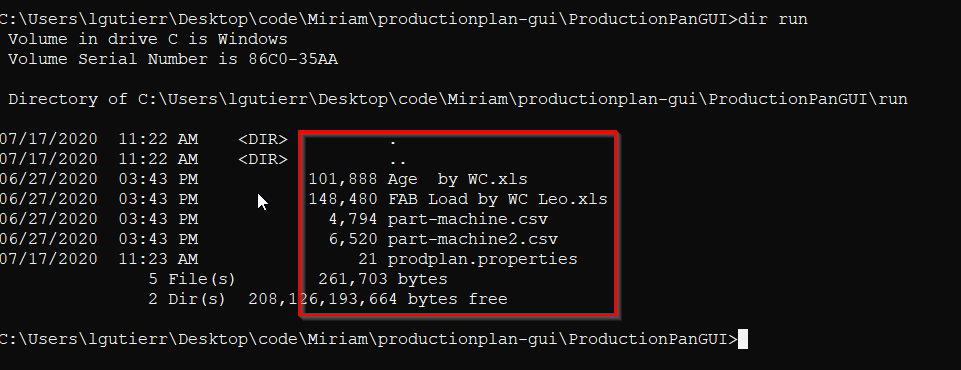 C:\Users\lgutierr\Desktop\code\Miriam\productionplan-gui\ProductionPanGUI>dir run
Volume in drive C is Windows
Volume Serial Number is 86C0-35AA
Directory of C:\Users\lgutierr\Desktop\code\Miriam\productionplan-gui\ProductionPanGUI\run
07/17/2020  11:22 AM    <DIR>          .
07/17/2020  11:22 AM    <DIR>          ..
06/27/2020  03:43 PM           101,888 Age  by WC.xls
06/27/2020  03:43 PM           148,480 FAB Load by WC Leo.xls
06/27/2020  03:43 PM             4,794 part-machine.csv
06/27/2020  03:43 PM             6,520 part-machine2.csv
07/17/2020  11:23 AM                21 prodplan.properties
5 File(s)        261,703 bytes
2 Dir(s)  208,126,193,664 bytes free
C:\Users\lgutierr\Desktop\code\Miriam\productionplan-gui\ProductionPanGUI>